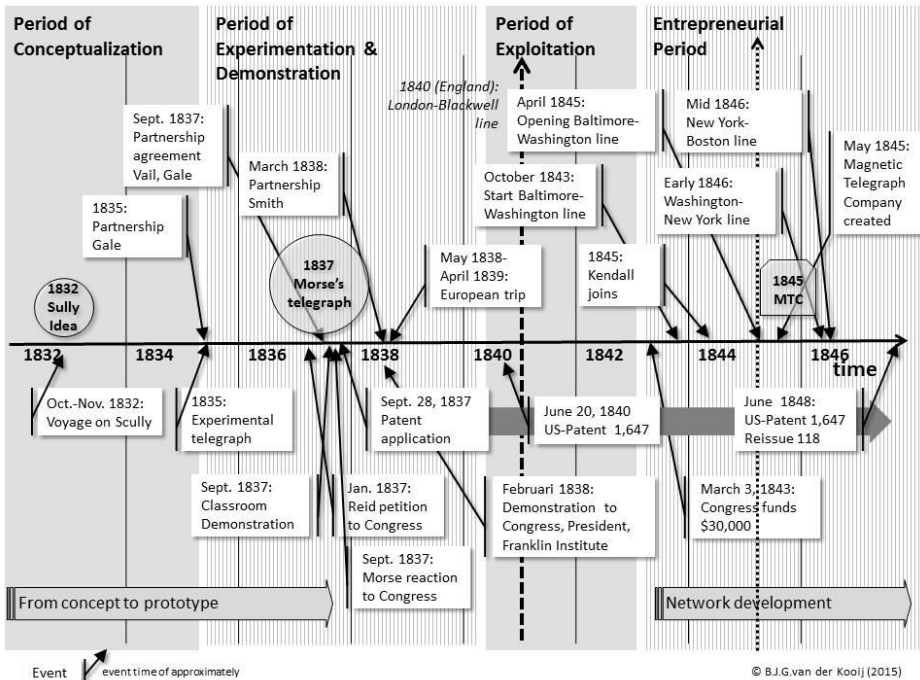 Period of
Conceptualization
Period of
Experimentation &
Demonstration
Period of
Exploitation
Entrepreneurial
Period
1840 (England):
London-Blackwell
line
Sept. 1837:
Partnership
agreement
Vail, Gale
March 1838:
Partnership
Smith
1835:
Partnership
Gale
1832
Sully
Idea
1837
Morse's
telegraph
May 1838-
April 1839:
European trip
April 1845:
Opening Baltimore-
Washington line
October 1843:
Start Baltimore-
Washington line
1845:
Kendall
joins
Mid 1846:
New York-
Boston line
Early 1846:
Washington-
New York line
May 1845:
Magnetic
Telegraph
Company
created
1845
MTC
1832
1834
1836
1838
1840
1842
1844
1846
time
Oct.-Nov. 1832:
Voyage on Scully
1835:
Experimental
telegraph
Sept. 28, 1837
Patent
application
June 20, 1840
US-Patent 1,647
June 1848:
US-Patent 1,647
Reissue 118
Sept. 1837:
Classroom
Demonstration
Jan. 1837:
Reid petition
to Congress
Sept. 1837:
Morse reaction
to Congress
Februari 1838:
Demonstration to
Congress, President,
Franklin Institute
March 3, 1843:
Congress funds
$30,000
From concept to prototype
Network development
Event
event time of approximately
© B.J.G.van der Kooij (2015)